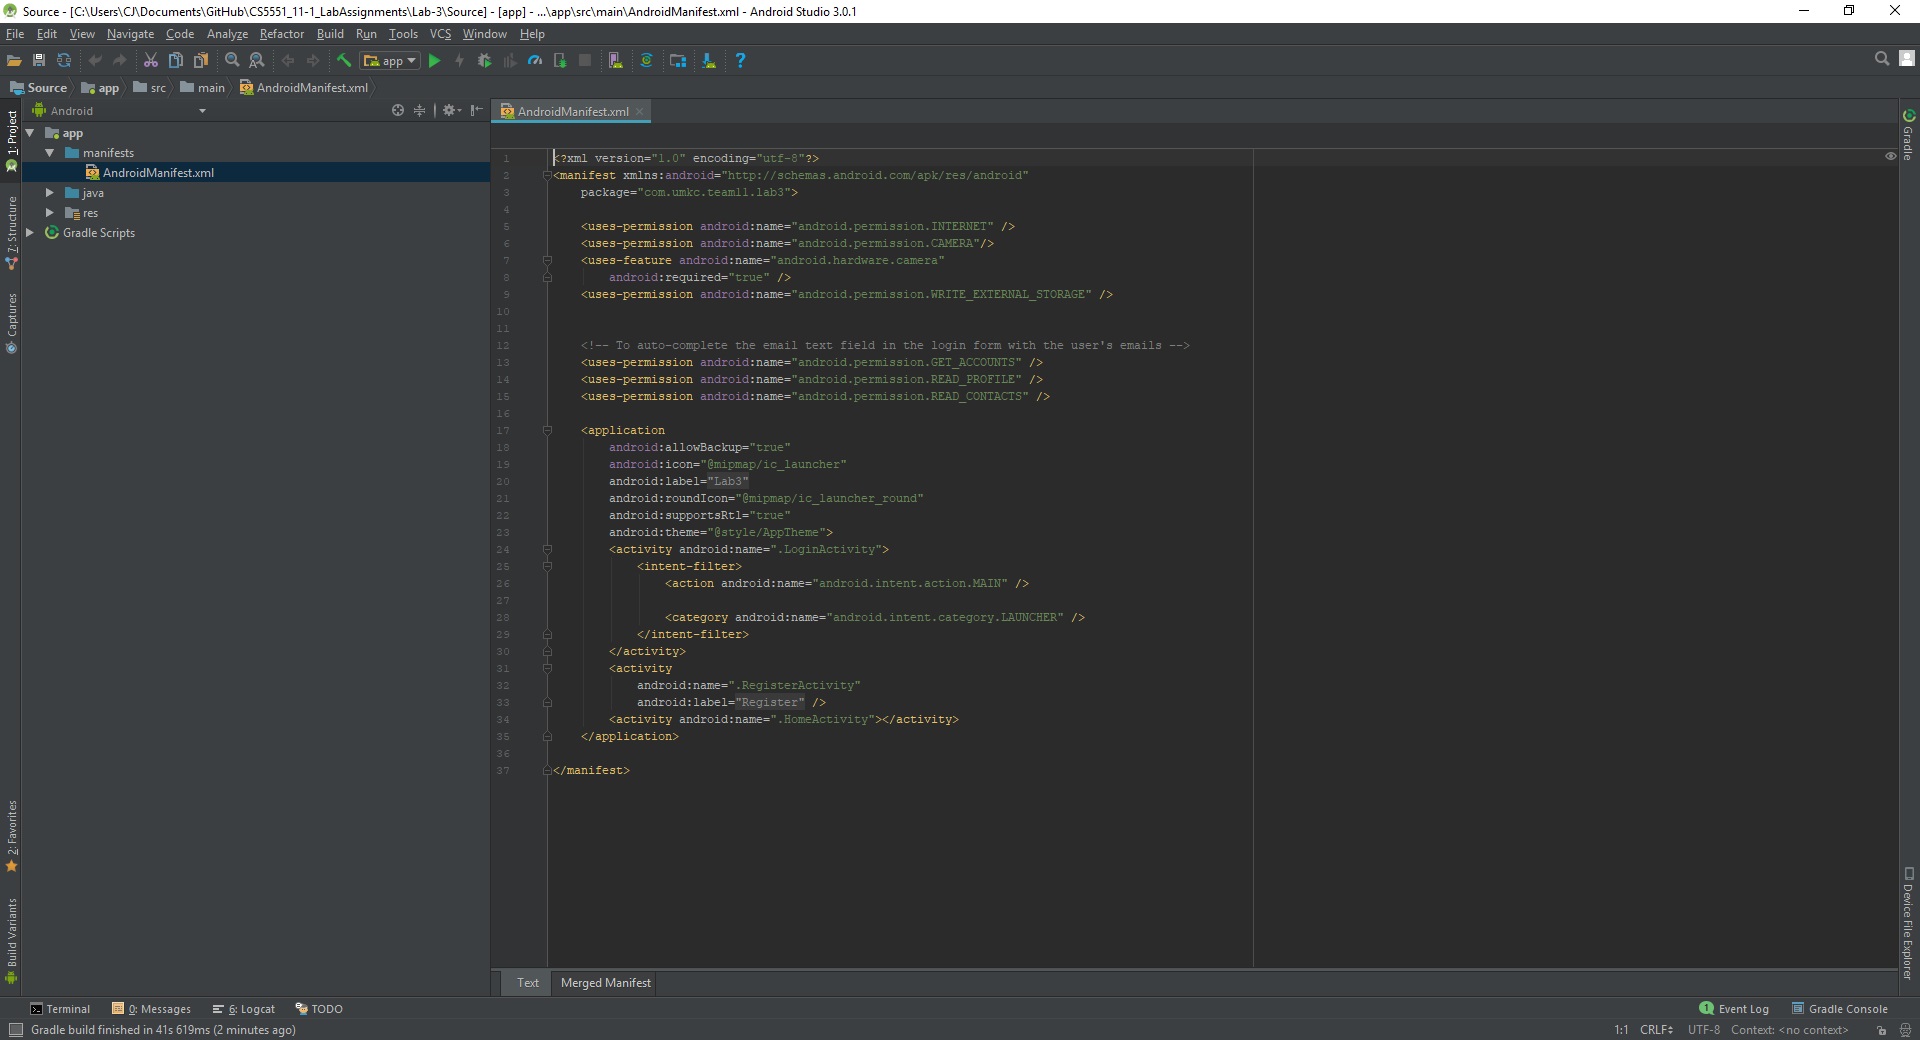 Source - [C:\Users\CJ\Documents\GitHub\CS5551_11-1_LabAssignments\Lab-3\Source] - [app] - ...\app\src\main\AndroidManifest.xml - Android Studio 3.0.1
File Edit View Navigate Code Analyze Refactor Build Run Tools VCS Window Help
app
Source app src main AndroidManifest.xml
Android
AndroidManifest.xml
1: Project
7: Structure
Captures
2: Favorites
Build Variants
app
manifests
AndroidManifest.xml
java
res
Gradle Scripts
1 <?xml version="1.0" encoding="utf-8"?>
2 <manifest xmlns:android="http://schemas.android.com/apk/res/android"
3 package="com.umkc.team11.lab3">
4
5 <uses-permission android:name="android.permission.INTERNET" />
6 <uses-permission android:name="android.permission.CAMERA"/>
7 <uses-feature android:name="android.hardware.camera"
8 android:required="true" />
9 <uses-permission android:name="android.permission.WRITE_EXTERNAL_STORAGE" />
10
11
12 <!-- To auto-complete the email text field in the login form with the user's emails -->
13 <uses-permission android:name="android.permission.GET_ACCOUNTS" />
14 <uses-permission android:name="android.permission.READ_PROFILE" />
15 <uses-permission android:name="android.permission.READ_CONTACTS" />
16
17 <application
18 android:allowBackup="true"
19 android:icon="@mipmap/ic_launcher"
20 android:label="Lab3"
21 android:roundIcon="@mipmap/ic_launcher_round"
22 android:supportsRtl="true"
23 android:theme="@style/AppTheme">
24 <activity android:name=".LoginActivity">
25 <intent-filter>
26 <action android:name="android.intent.action.MAIN" />
27
28 <category android:name="android.intent.category.LAUNCHER" />
29 </intent-filter>
30 </activity>
31 <activity
32 android:name=".RegisterActivity"
33 android:label="Register" />
34 <activity android:name=".HomeActivity"></activity>
35 </application>
36
37 </manifest>
Gradle
Device File Explorer
Text Merged Manifest
Terminal 0: Messages 6: Logcat TODO 1 Event Log Gradle Console
Gradle build finished in 41s 619ms (2 minutes ago) 1:1 CRLF UTF-8 Context: <no context>